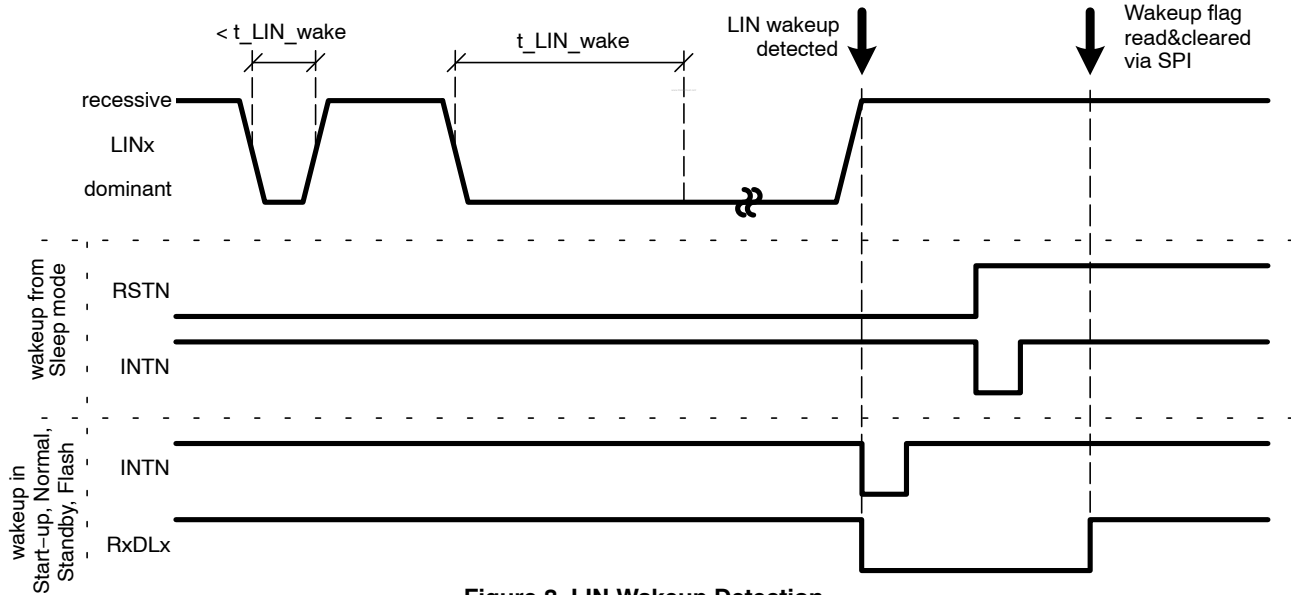 < t_LIN_wake
t_LIN_wake
LIN wakeup
detected
Wakeup flag
read&cleared
via SPI
recessive
LINx
dominant
wakeup from
Sleep mode
RSTN
INTN
wakeup in
Start-up, Normal,
Standby, Flash
INTN
RxDLx
Figure 8. LIN Wakeup Detection